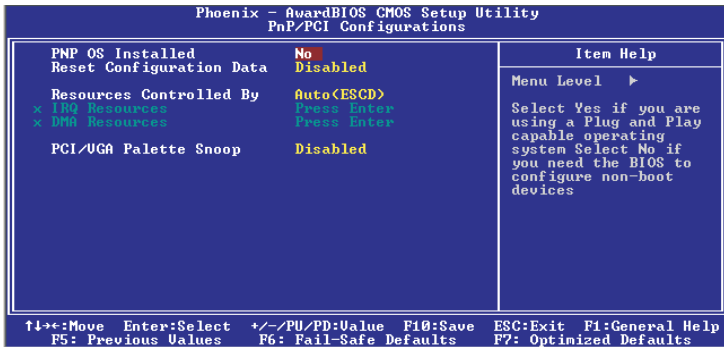 Phoenix - AwardBIOS CMOS Setup Utility
PnP/PCI Configurations
PNP OS Installed No
Reset Configuration Data Disabled
Resources Controlled By Auto(ESCD)
x IRQ Resources Press Enter
x DMA Resources Press Enter
PCI/VGA Palette Snoop Disabled
Item Help
Menu Level ►
Select Yes if you are
using a Plug and Play
capable operating
system Select No if
you need the BIOS to
configure non-boot
devices
↑↓→←:Move Enter:Select +/-/PU/PD:Value F10:Save ESC:Exit F1:General Help
F5: Previous Values F6: Fail-Safe Defaults F7: Optimized Defaults